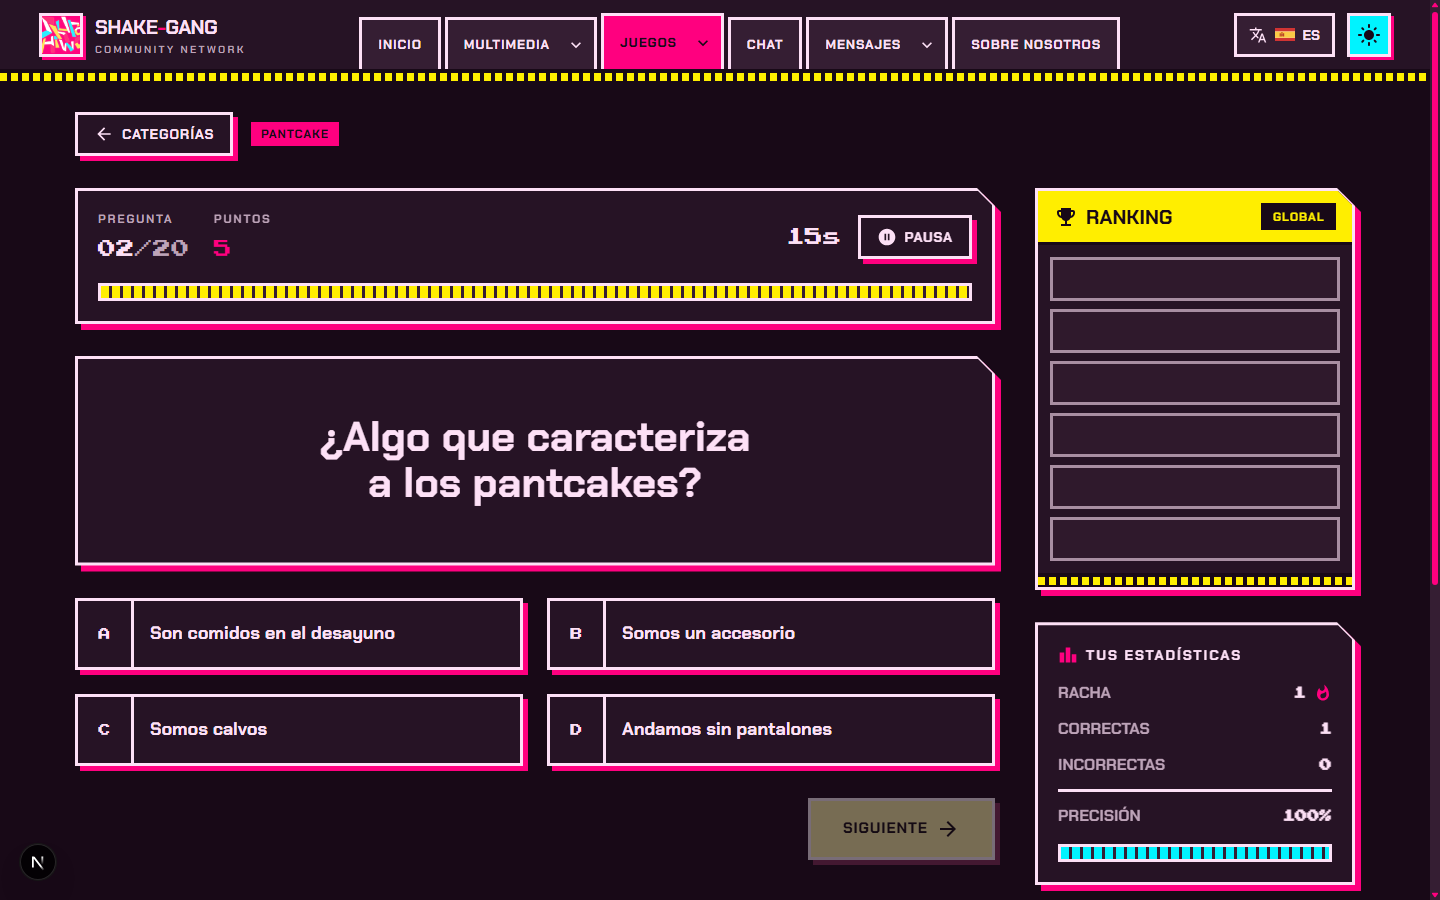 SHAKE-GANG
COMMUNITY NETWORK
INICIO
MULTIMEDIA
JUEGOS
CHAT
MENSAJES
SOBRE NOSOTROS
ES
CATEGORÍAS
PANTCAKE
PREGUNTA
02/20
PUNTOS
5
15s
PAUSA
¿Algo que caracteriza
a los pantcakes?
A
Son comidos en el desayuno
B
Somos un accesorio
C
Somos calvos
D
Andamos sin pantalones
SIGUIENTE
RANKING
GLOBAL
TUS ESTADÍSTICAS
RACHA 1
CORRECTAS 1
INCORRECTAS 0
PRECISIÓN 100%
N